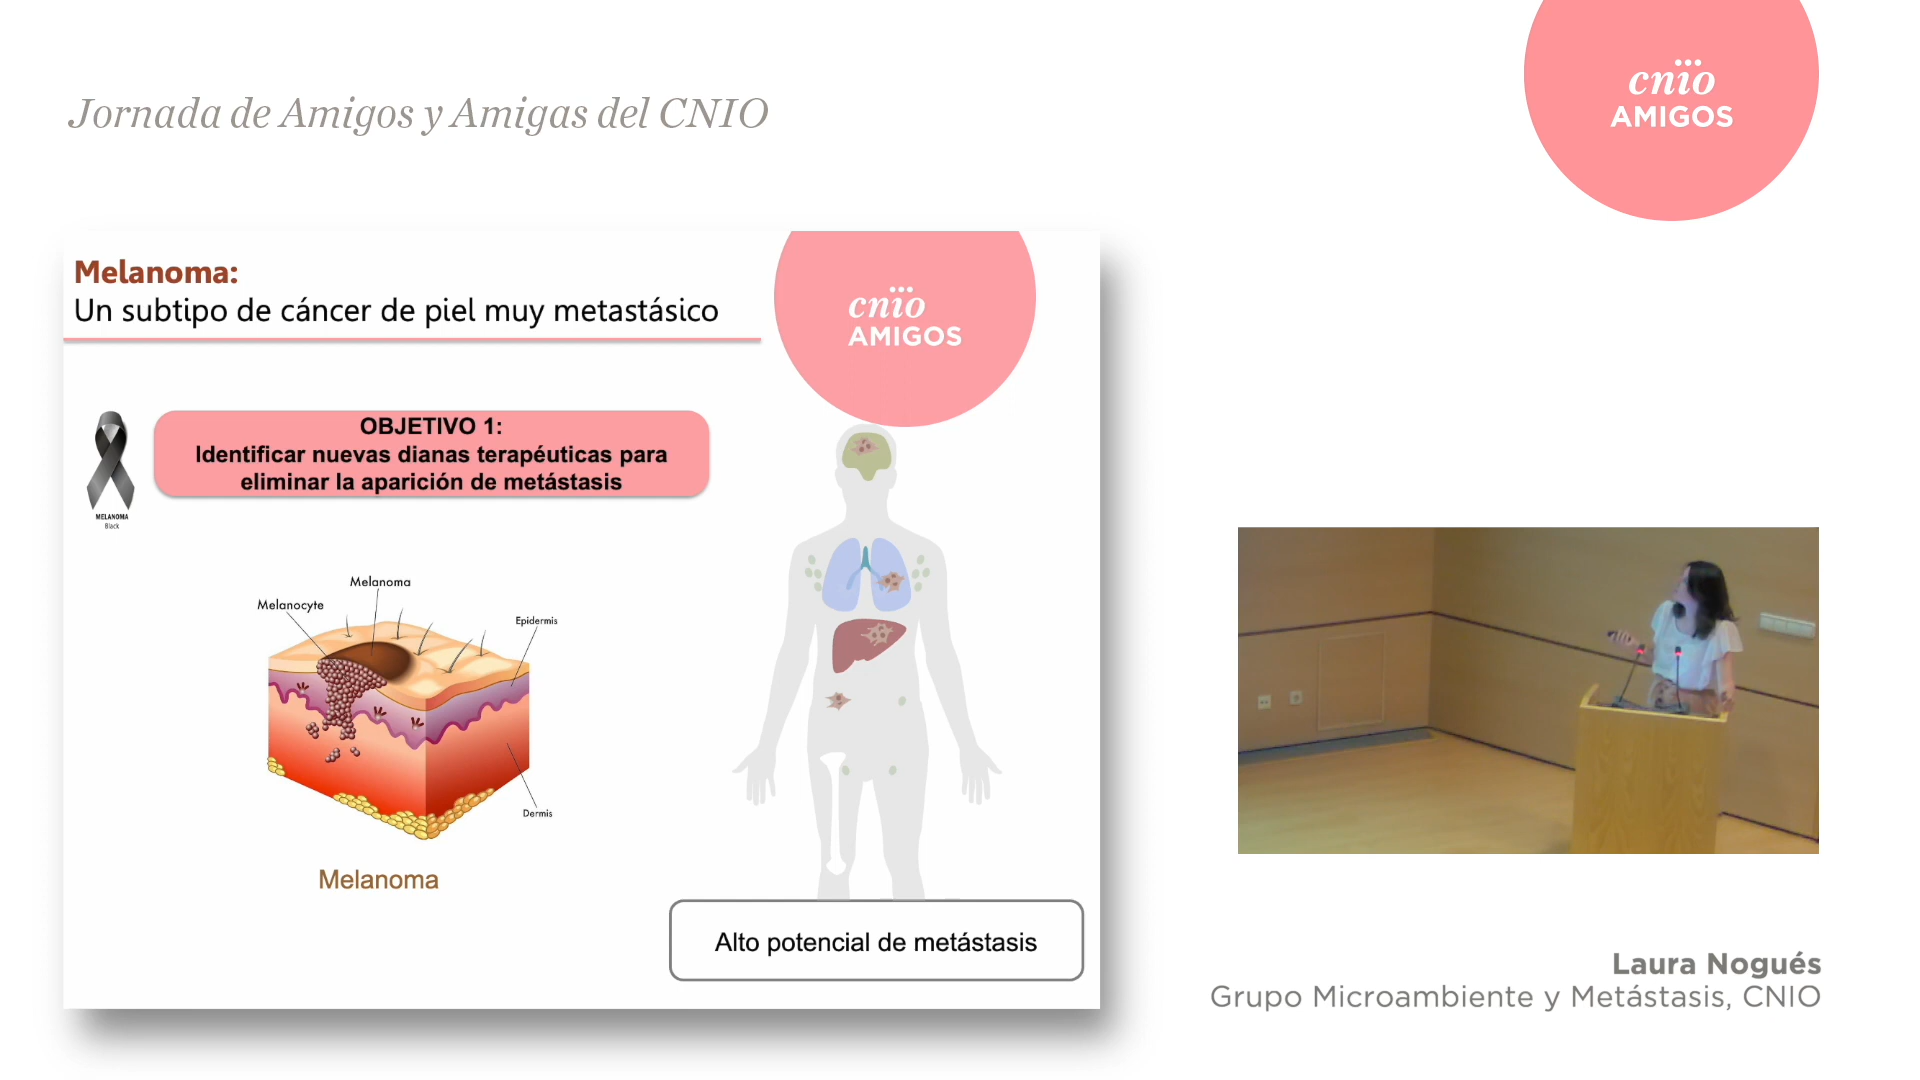 Jornada de Amigos y Amigas del CNIO
cnio
AMIGOS
Melanoma:
Un subtipo de cáncer de piel muy metastásico
cnio
AMIGOS
OBJETIVO 1:
Identificar nuevas dianas terapéuticas para
eliminar la aparición de metástasis
MELANOMA
Black
Melanoma
Melanocyte
Epidermis
Dermis
Melanoma
Alto potencial de metástasis
Laura Nogués
Grupo Microambiente y Metástasis, CNIO